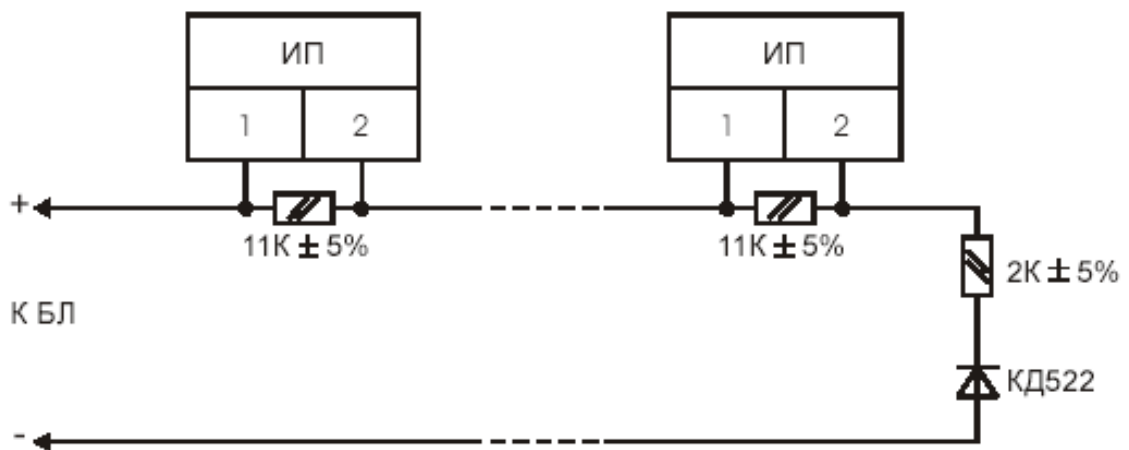 ИП ИП
1 2 1 2
+
11К ± 5% 11К ± 5%
2К ± 5%
К БЛ
КД522
-